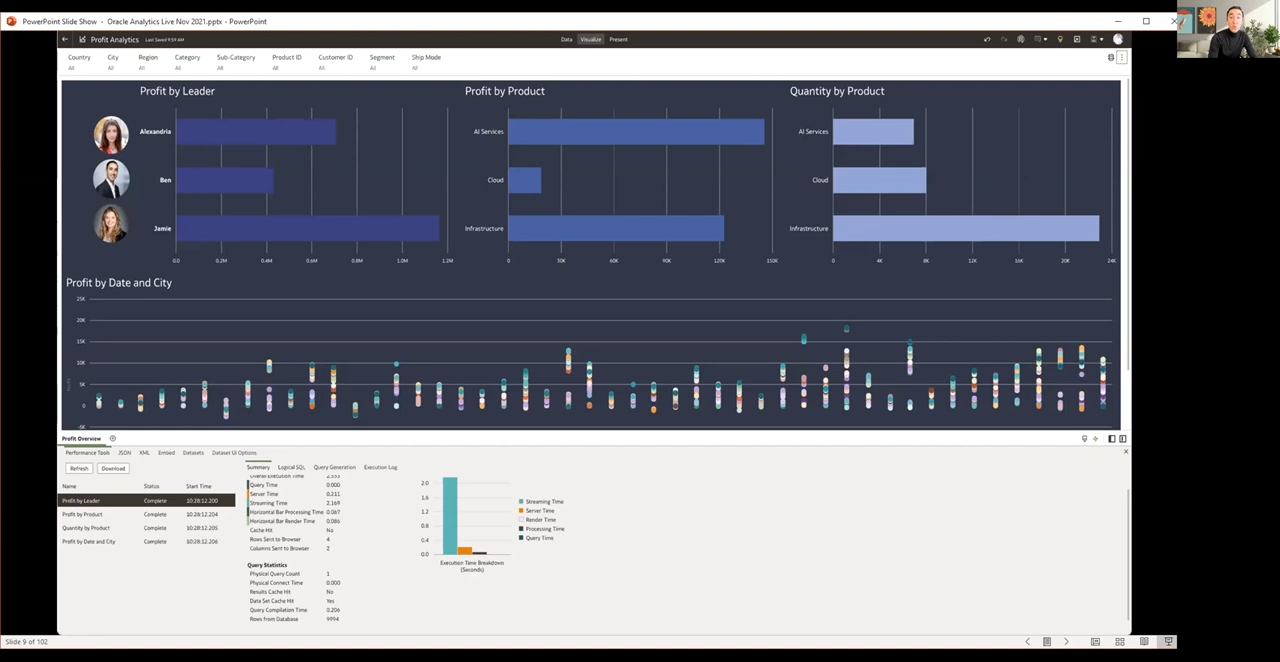 PowerPoint Slide Show - Oracle Analytics Live Nov 2021.pptx - PowerPoint
Profit Analytics Last Saved 9:59 AM
Data Visualize Present
Country City Region Category Sub-Category Product ID Customer ID Segment Ship Mode
All All All All All All All All All
Profit by Leader
Alexandria
Ben
Jamie
0.0 0.2M 0.4M 0.6M 0.8M 1.0M 1.2M
Profit by Product
AI Services
Cloud
Infrastructure
0 30K 60K 90K 120K 150K
Quantity by Product
AI Services
Cloud
Infrastructure
0 4K 8K 12K 16K 20K 24K
Profit by Date and City
25K
20K
15K
10K
5K
0
-5K
Profit Overview
Performance Tools JSON XML Embed Datasets Dataset UI Options
Refresh Download
Name Status Start Time
Profit by Leader Complete 10:28:12.200
Profit by Product Complete 10:28:12.204
Quantity by Product Complete 10:28:12.205
Profit by Date and City Complete 10:28:12.206
Summary Logical SQL Query Generation Execution Log
Overall Execution Time
Query Time 0.000
Server Time 0.211
Streaming Time 2.169
Horizontal Bar Processing Time 0.067
Horizontal Bar Render Time 0.086
Cache Hit No
Rows Sent to Browser 4
Columns Sent to Browser 2
Query Statistics
Physical Query Count 1
Physical Connect Time 0.000
Results Cache Hit No
Data Set Cache Hit Yes
Query Compilation Time 0.206
Rows from Database 9994
2.0
1.6
1.2
0.8
0.4
0.0
Execution Time Breakdown
(Seconds)
Streaming Time
Server Time
Render Time
Processing Time
Query Time
Slide 9 of 102